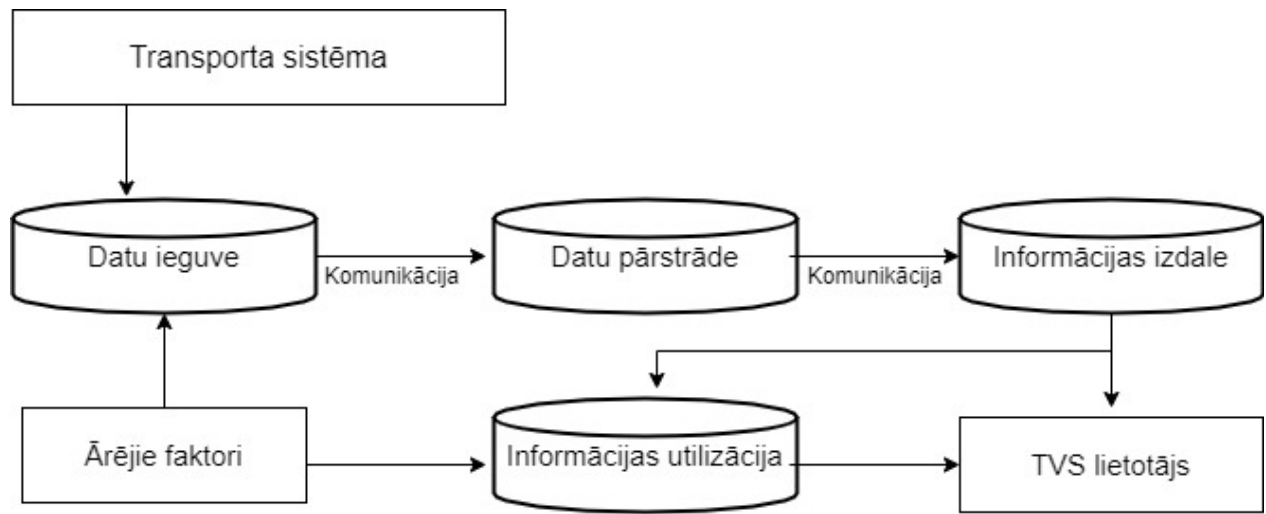 Transporta sistēma
Datu ieguve
Komunikācija
Datu pārstrāde
Komunikācija
Informācijas izdale
Ārējie faktori
Informācijas utilizācija
TVS lietotājs